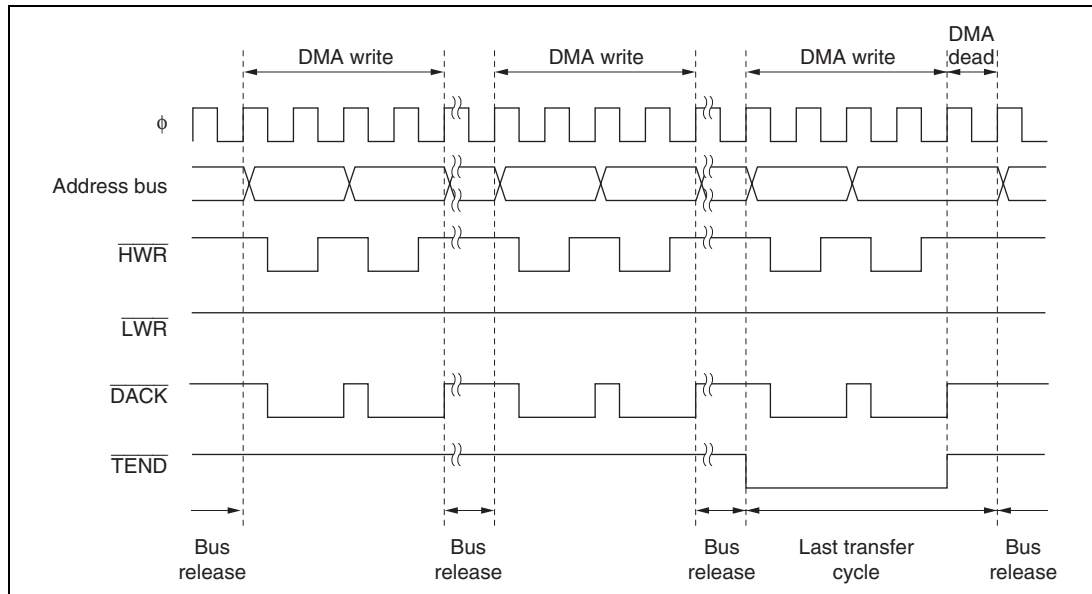 DMA write
DMA write
DMA write
DMA
dead
φ
Address bus
HWR
LWR
DACK
TEND
Bus
release
Bus
release
Bus
release
Last transfer
cycle
Bus
release